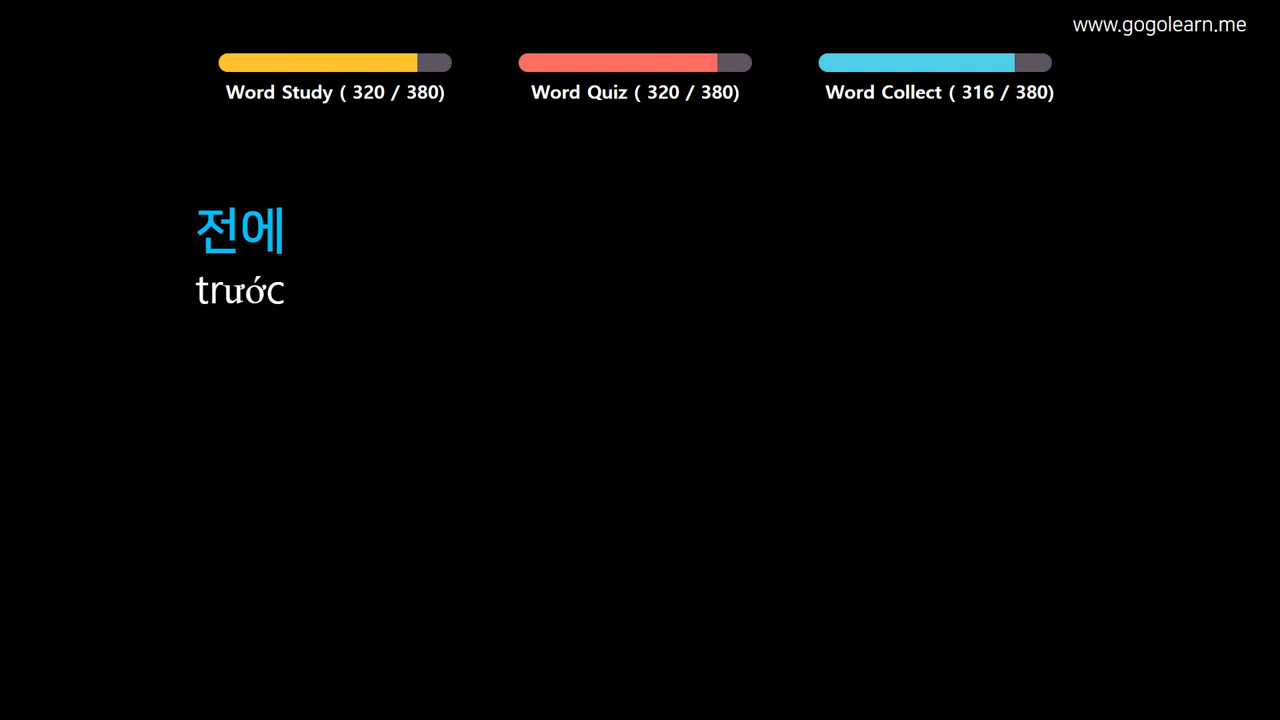 www.gogolearn.me
Word Study ( 320 / 380)
Word Quiz ( 320 / 380)
Word Collect ( 316 / 380)
전에
trước